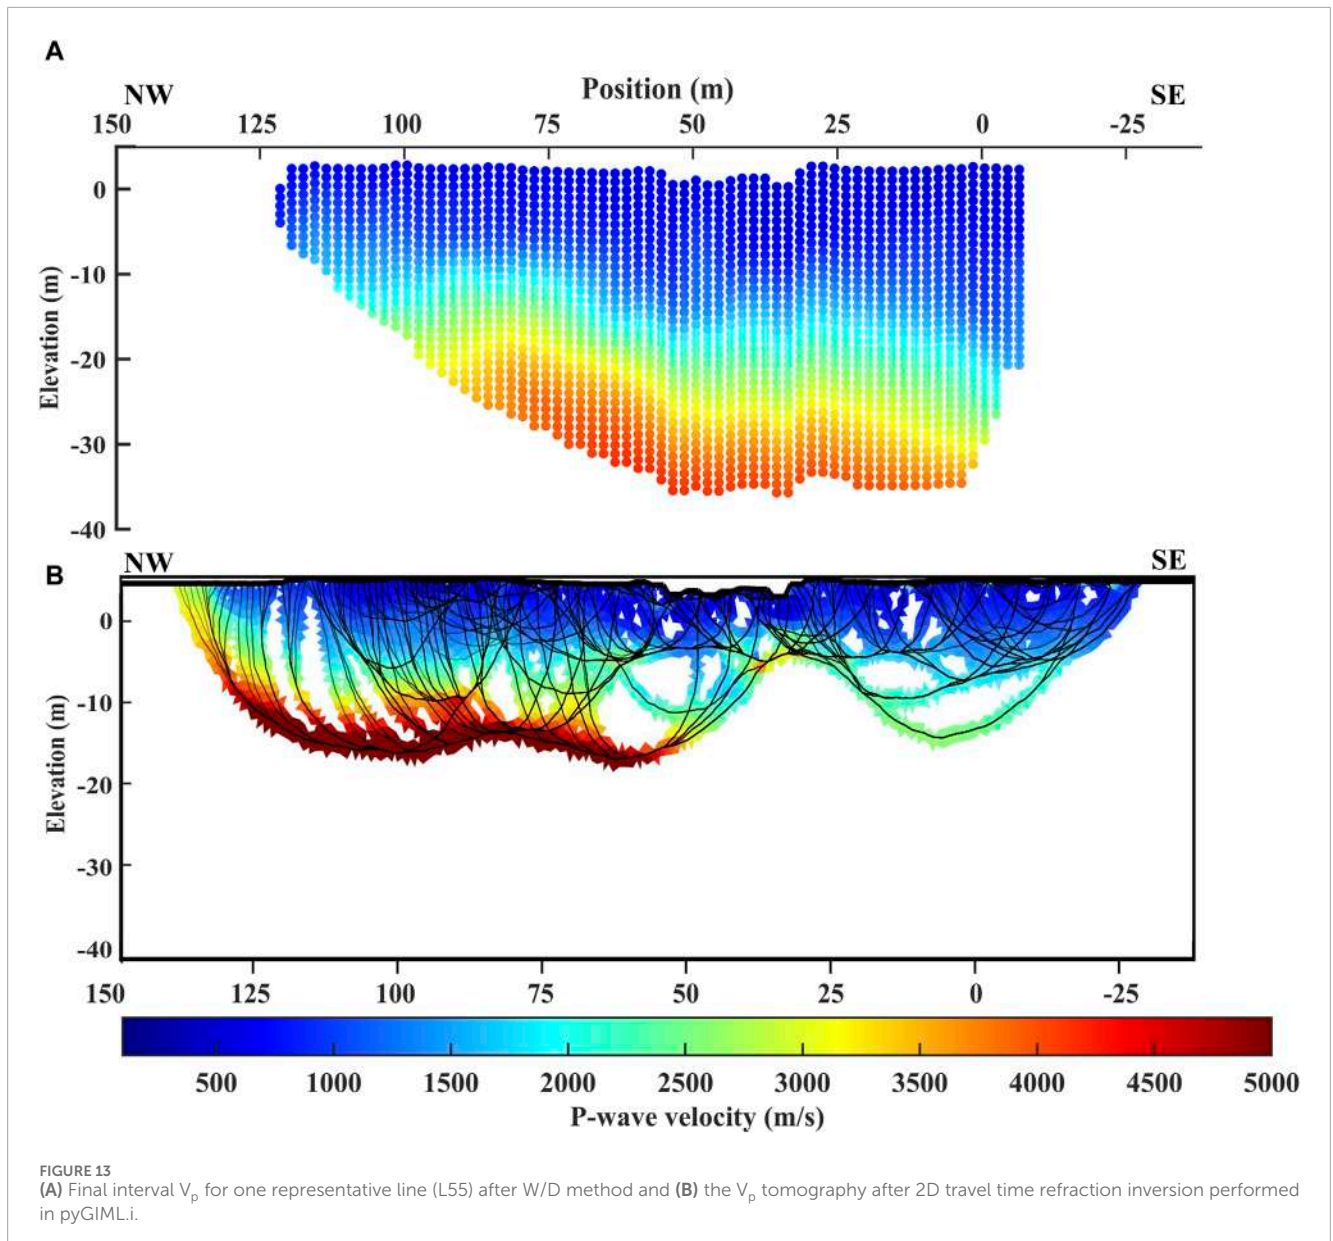 A
Position (m)
NW
SE
150 125 100 75 50 25 0 -25
0
-10
-20
-30
-40
Elevation (m)
B
NW
SE
0
-10
-20
-30
-40
Elevation (m)
150 125 100 75 50 25 0 -25
500 1000 1500 2000 2500 3000 3500 4000 4500 5000
P-wave velocity (m/s)
FIGURE 13
(A) Final interval Vp for one representative line (L55) after W/D method and (B) the Vp tomography after 2D travel time refraction inversion performed
in pyGIML.i.